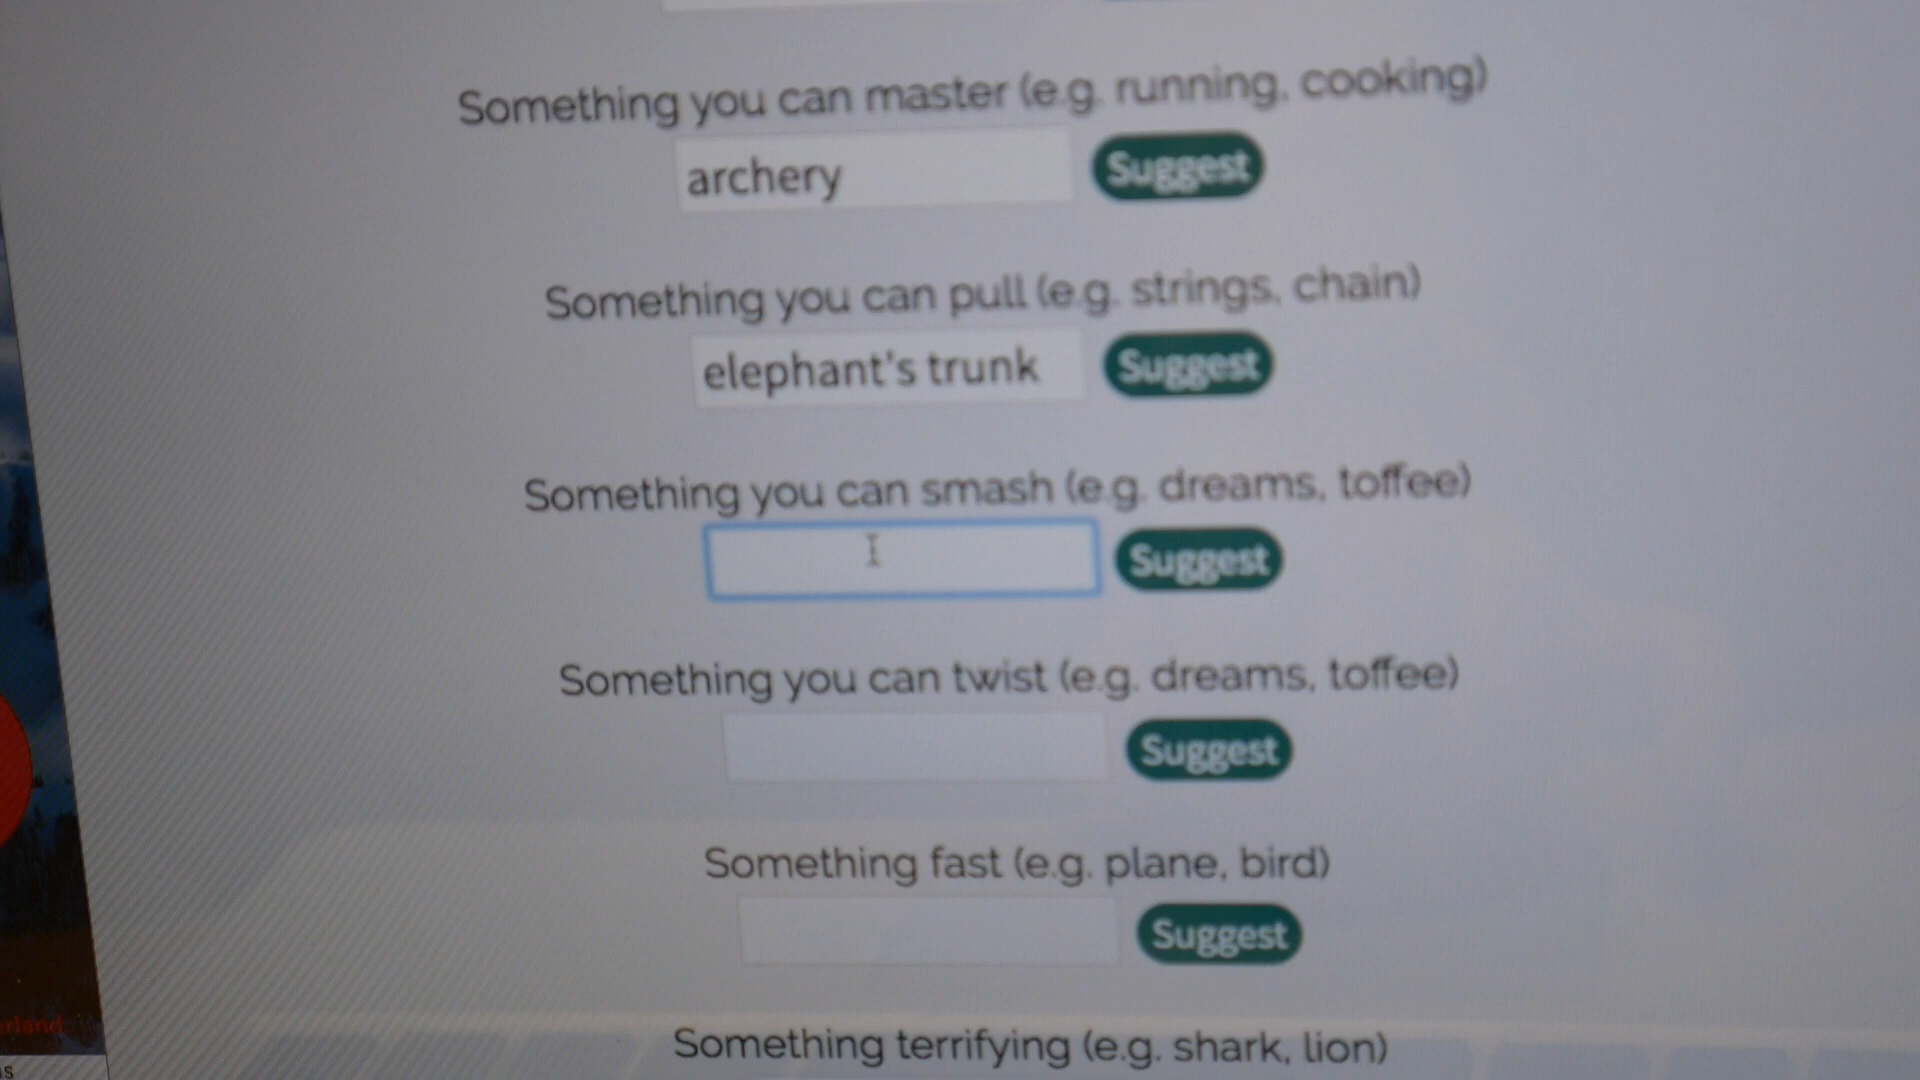 Something you can master (e.g. running, cooking)
archery Suggest
Something you can pull (e.g. strings, chain)
elephant's trunk Suggest
Something you can smash (e.g. dreams, toffee)
Suggest
Something you can twist (e.g. dreams, toffee)
Suggest
Something fast (e.g. plane, bird)
Suggest
Something terrifying (e.g. shark, lion)